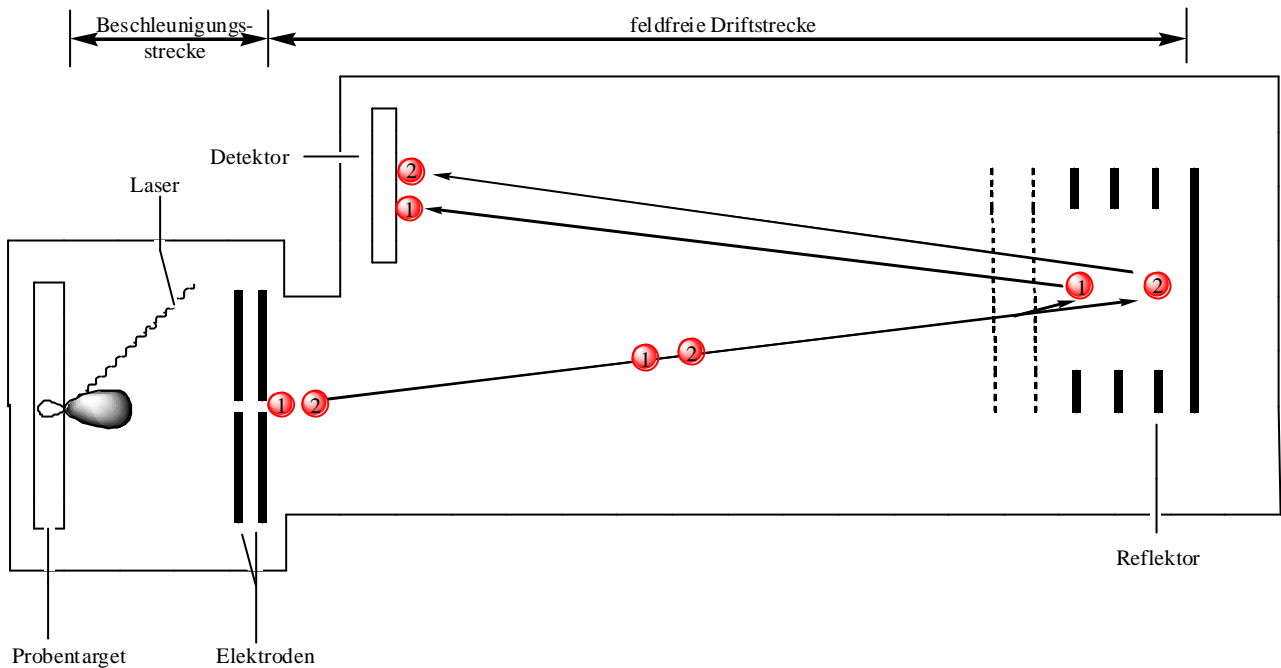 Beschleunigungs-
strecke
feldfreie Driftstrecke
Detektor
Laser
2
1
1
2
1
2
1
2
Reflektor
Probentarget
Elektroden